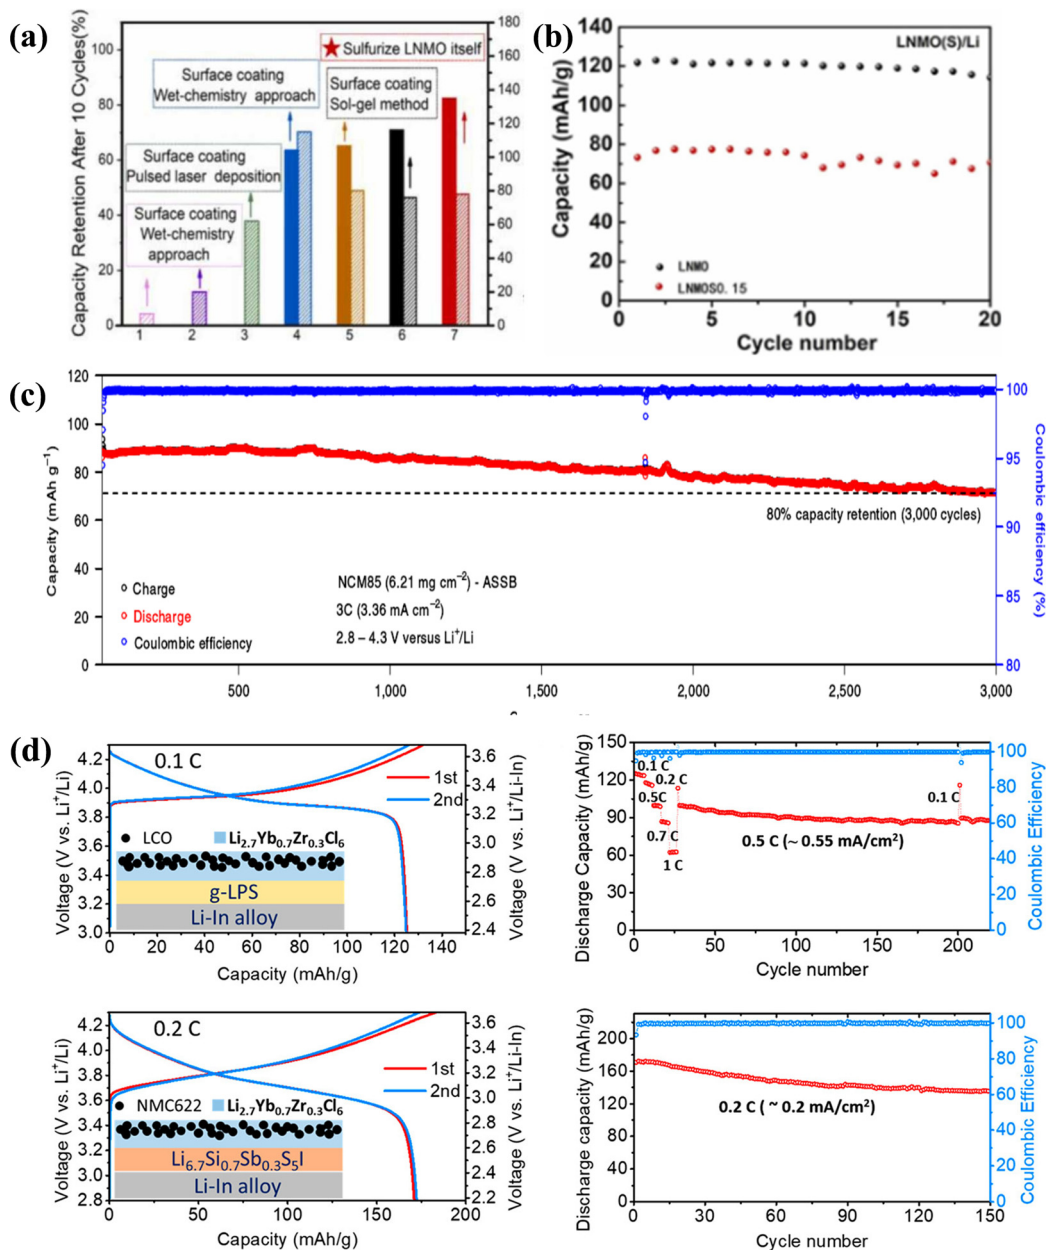 (a)
Capacity Retention After 10 Cycles(%)
100
80
60
40
20
0
180
160
140
120
100
80
60
40
20
0
★ Sulfurize LNMO itself
Surface coating
Wet-chemistry approach
Surface coating
Sol-gel method
Surface coating
Pulsed laser deposition
Surface coating
Wet-chemistry
approach
1 2 3 4 5 6 7
(b)
LNMO(S)/Li
Capacity (mAh/g)
140
120
100
80
60
40
20
0
LNMO
LNMOS0. 15
0 5 10 15 20
Cycle number
(c)
Capacity (mAh g⁻¹)
120
100
80
60
40
20
0
100
95
90
85
80
Coulombic efficiency (%)
80% capacity retention (3,000 cycles)
Charge
Discharge
Coulombic efficiency
NCM85 (6.21 mg cm⁻²) - ASSB
3C (3.36 mA cm⁻²)
2.8 – 4.3 V versus Li⁺/Li
500 1,000 1,500 2,000 2,500 3,000
(d)
Voltage (V vs. Li⁺/Li)
4.2
3.9
3.6
3.3
3.0
0.1 C
1st
2nd
LCO
Li₂.₇Yb₀.₇Zr₀.₃Cl₆
g-LPS
Li-In alloy
3.6
3.4
3.2
3.0
2.8
2.6
2.4
Voltage (V vs. Li⁺/Li-In)
0 20 40 60 80 100 120 140
Capacity (mAh/g)
Discharge Capacity (mAh/g)
150
120
90
60
30
0
0.1 C
0.2 C
0.5C
0.7 C
1 C
0.1 C
0.5 C (~ 0.55 mA/cm²)
100
80
60
40
20
0
Coulombic Efficiency
0 50 100 150 200
Cycle number
Voltage (V vs. Li⁺/Li)
4.2
4.0
3.8
3.6
3.4
3.2
3.0
2.8
0.2 C
1st
2nd
NMC622
Li₂.₇Yb₀.₇Zr₀.₃Cl₆
Li₆.₇Si₀.₇Sb₀.₃S₅I
Li-In alloy
3.6
3.4
3.2
3.0
2.8
2.6
2.4
2.2
Voltage (V vs. Li⁺/Li-In)
0 50 100 150 200
Capacity (mAh/g)
Discharge capacity (mAh/g)
200
160
120
80
40
0
0.2 C ( ~ 0.2 mA/cm²)
100
80
60
40
20
0
Coulombic Efficiency
0 30 60 90 120 150
Cycle number